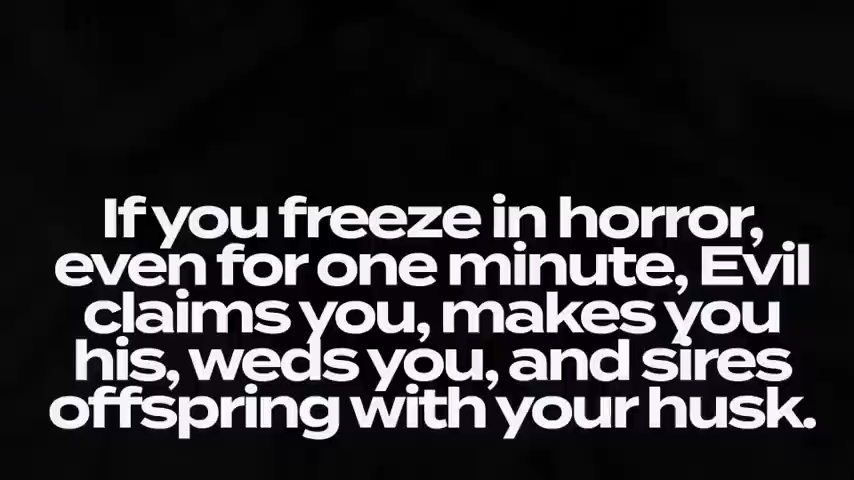 If you freeze in horror,
even for one minute, Evil
claims you, makes you
his, weds you, and sires
offspring with your husk.